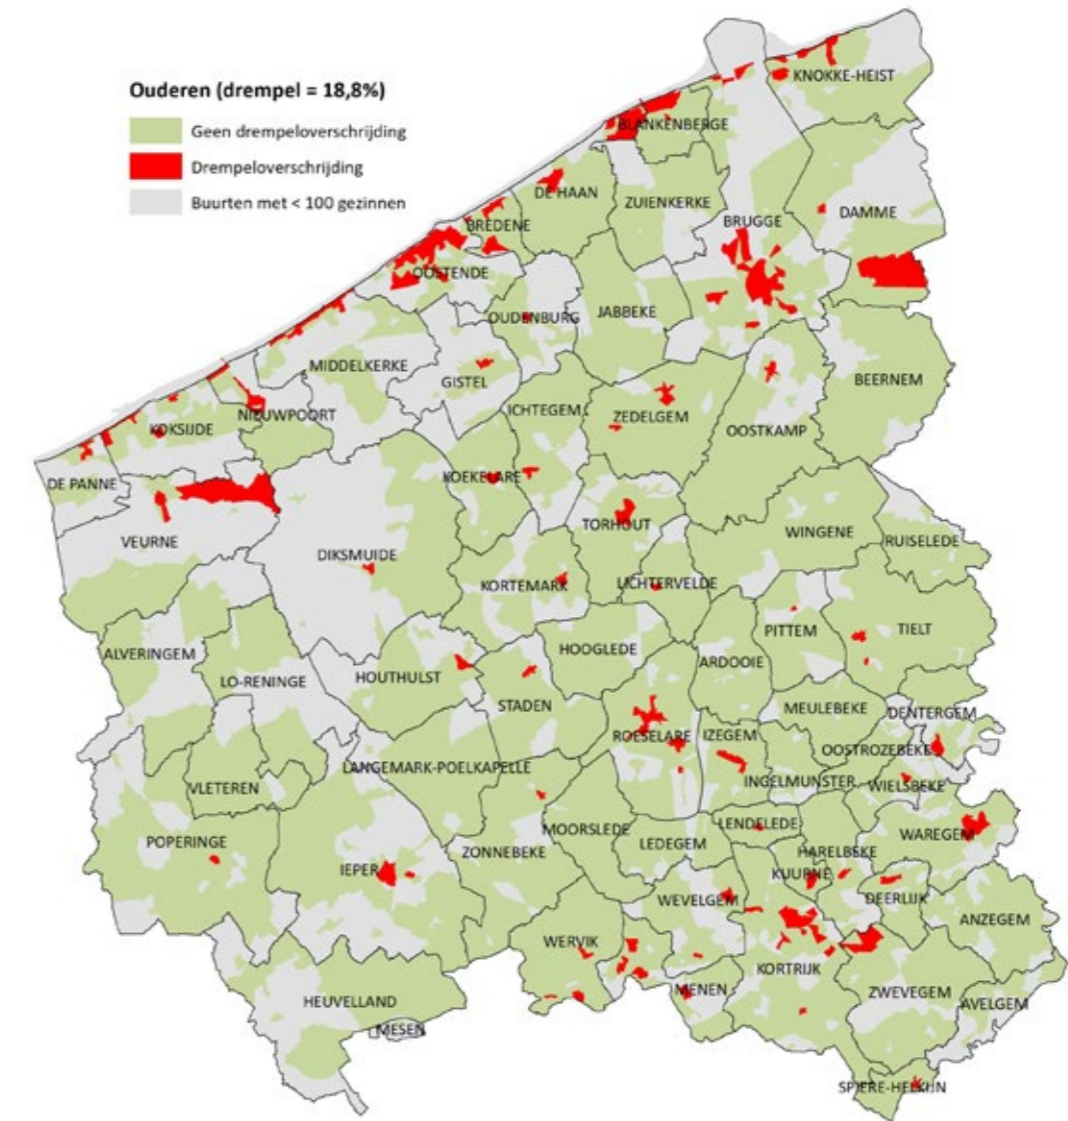 Ouderen (drempel = 18,8%)
Geen drempeloverschrijding
Drempeloverschrijding
Buurten met < 100 gezinnen
KNOKKE-HEIST
BLANKENBERGE
DE HAAN
ZUIENKERKE
DAMME
BRUGGE
BREDENE
OOSTENDE
OUDENBURG
JABBEKE
MIDDELKERKE
GISTEL
BEERNEM
NIEUWPOORT
ICHTEGEM
ZEDELGEM
OOSTKAMP
KOKSIJDE
KOEKELARE
DE PANNE
TORHOUT
WINGENE
RUISELEDE
VEURNE
DIKSMUIDE
KORTEMARK
LICHTERVELDE
PITTEM
TIELT
ALVERINGEM
HOOGLEDE
ARDOOIE
LO-RENINGE
HOUTHULST
STADEN
MEULEBEKE
DENTERGEM
ROESELARE
IZEGEM
OOSTROZEBEKE
LANGEMARK-POELKAPELLE
INGELMUNSTER
WIELSBEKE
VLETEREN
MOORSLEDE
LENDELEDE
WAREGEM
POPERINGE
LEDEGEM
ZONNEBEKE
HARELBEKE
IEPER
KUURNE
WEVELGEM
DEERLIJK
ANZEGEM
WERVIK
KORTRIJK
MENEN
ZWEVEGEM
HEUVELLAND
AVELGEM
MESEN
SPIERE-HELKIJN